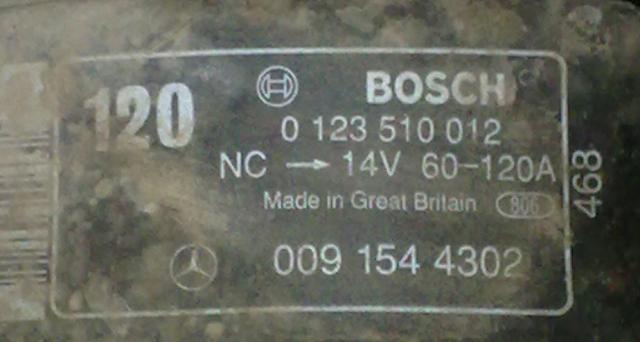 120
BOSCH
0 123 510 012
NC → 14V 60-120A
Made in Great Britain 806
009 154 4302
468